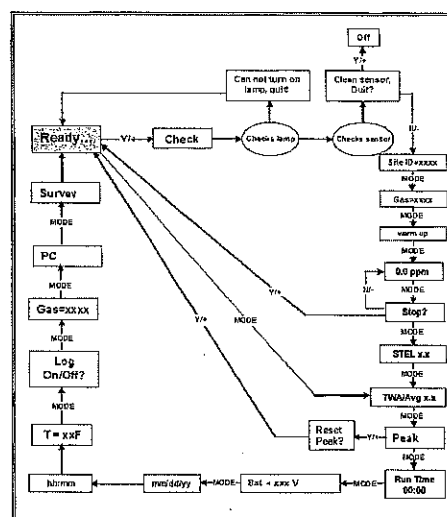 Off
Y/+
Can not turn on
lamp, quit
Clean sensor,
Quit?
Ready...
Y/+
Check
Checks lamp
Checks sensor
N/-
Site ID=xxxx
MODE
Gas=xxxx
MODE
warm up
MODE
0.0 ppm
N/-
MODE
Stop?
MODE
STEL x.x
MODE
TWA/Avg x.x
MODE
Peak
Y/+
Reset
Peak?
MODE
Run Time
00:00
MODE
Bat = xxx V
MODE
mm/dd/yy
MODE
hh:mm
T = xxF
MODE
Log
On/Off?
MODE
Gas=xxxx
MODE
PC
MODE
Survey
Y/+
MODE
Y/+